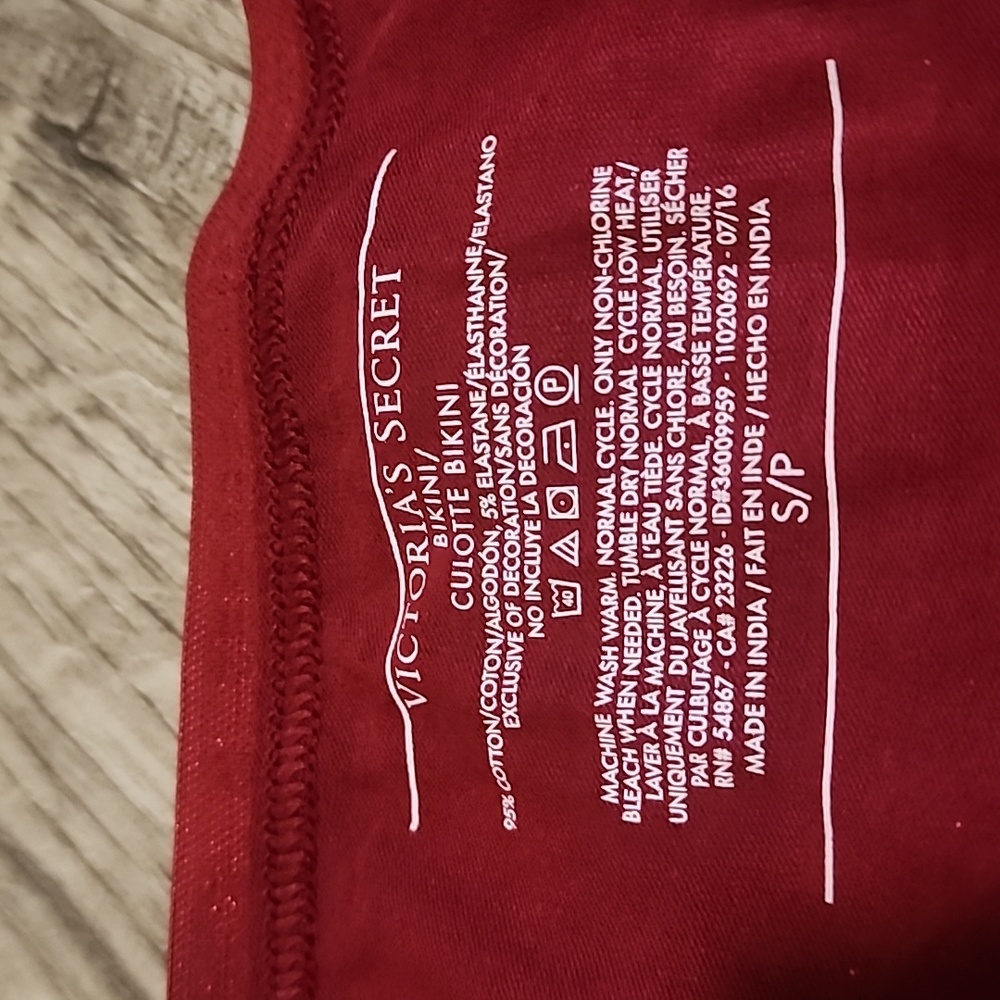 VICTORIA'S SECRET
BIKINI/
CULOTTE BIKINI
95% COTTON/COTON/ALGODÓN, 5% ELASTANE/ÉLASTHANNE/ELASTANO
EXCLUSIVE OF DECORATION/SANS DÉCORATION/
NO INCLUYE LA DECORACIÓN
40 P
MACHINE WASH WARM. NORMAL CYCLE. ONLY NON-CHLORINE
BLEACH WHEN NEEDED. TUMBLE DRY NORMAL CYCLE LOW HEAT./
LAVER À LA MACHINE, À L'EAU TIÈDE. CYCLE NORMAL. UTILISER
UNIQUEMENT DU JAVELLISANT SANS CHLORE, AU BESOIN. SÉCHER
PAR CULBUTAGE À CYCLE NORMAL, À BASSE TEMPÉRATURE.
RN# 54867 - CA# 23226 - ID#36009959 - 11020692 - 07/16
MADE IN INDIA / FAIT EN INDE / HECHO EN INDIA
S/P